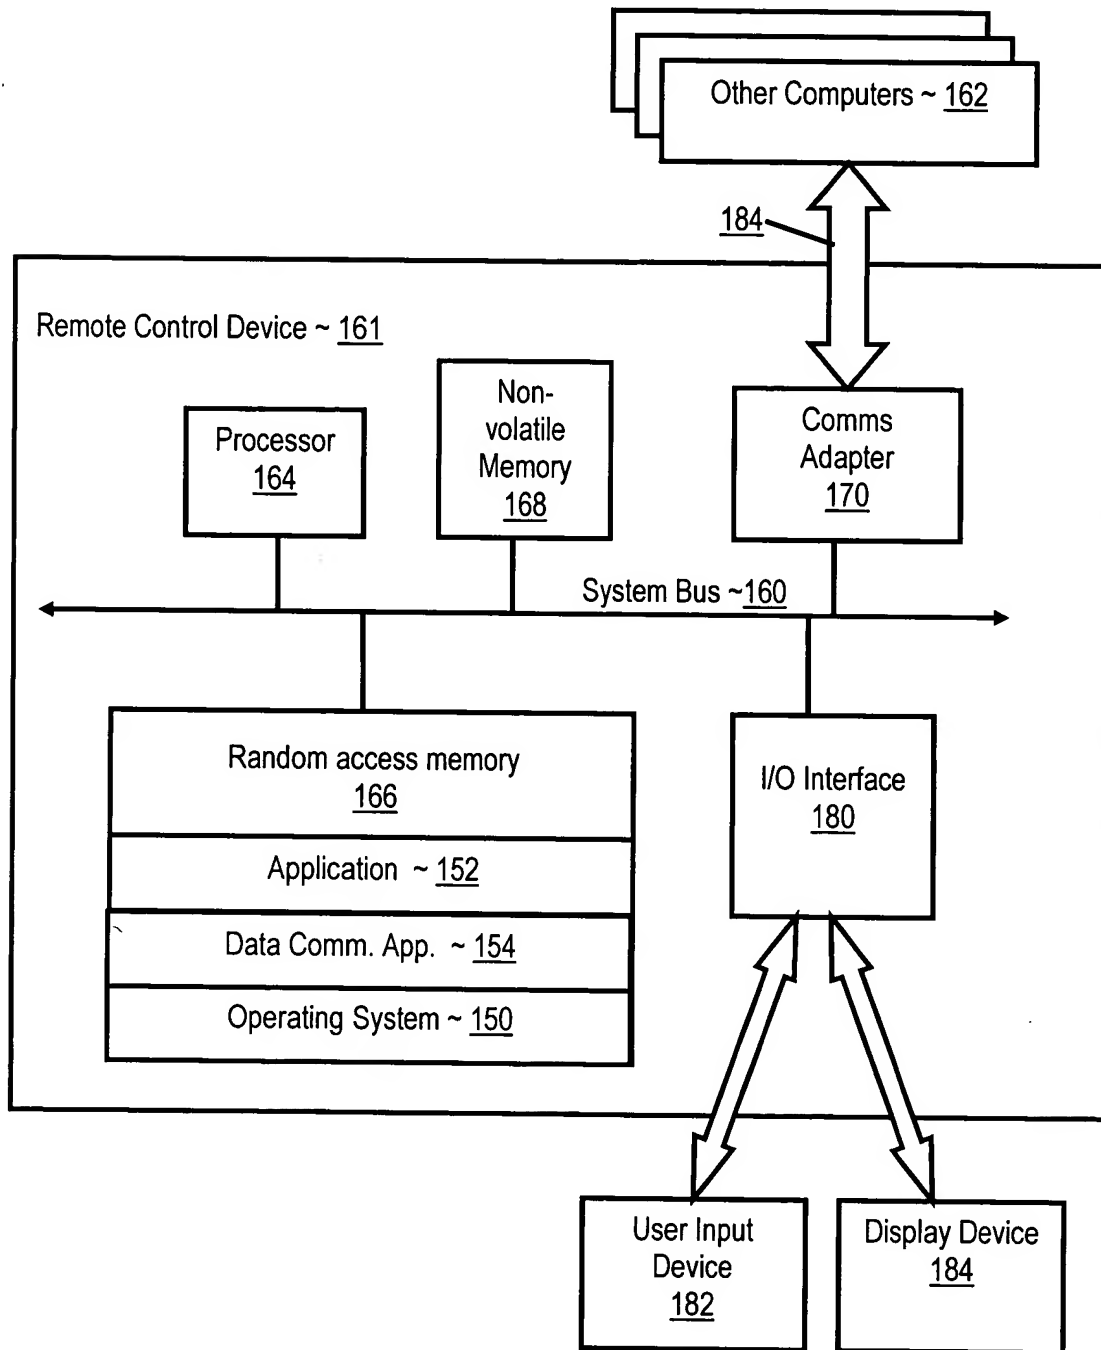 Other Computers ~ 162
184
Remote Control Device ~ 161
Non-
volatile
Memory
168
Processor
164
Comms
Adapter
170
System Bus ~160
Random access memory
166
Application ~ 152
Data Comm. App. ~ 154
Operating System ~ 150
I/O Interface
180
User Input
Device
182
Display Device
184